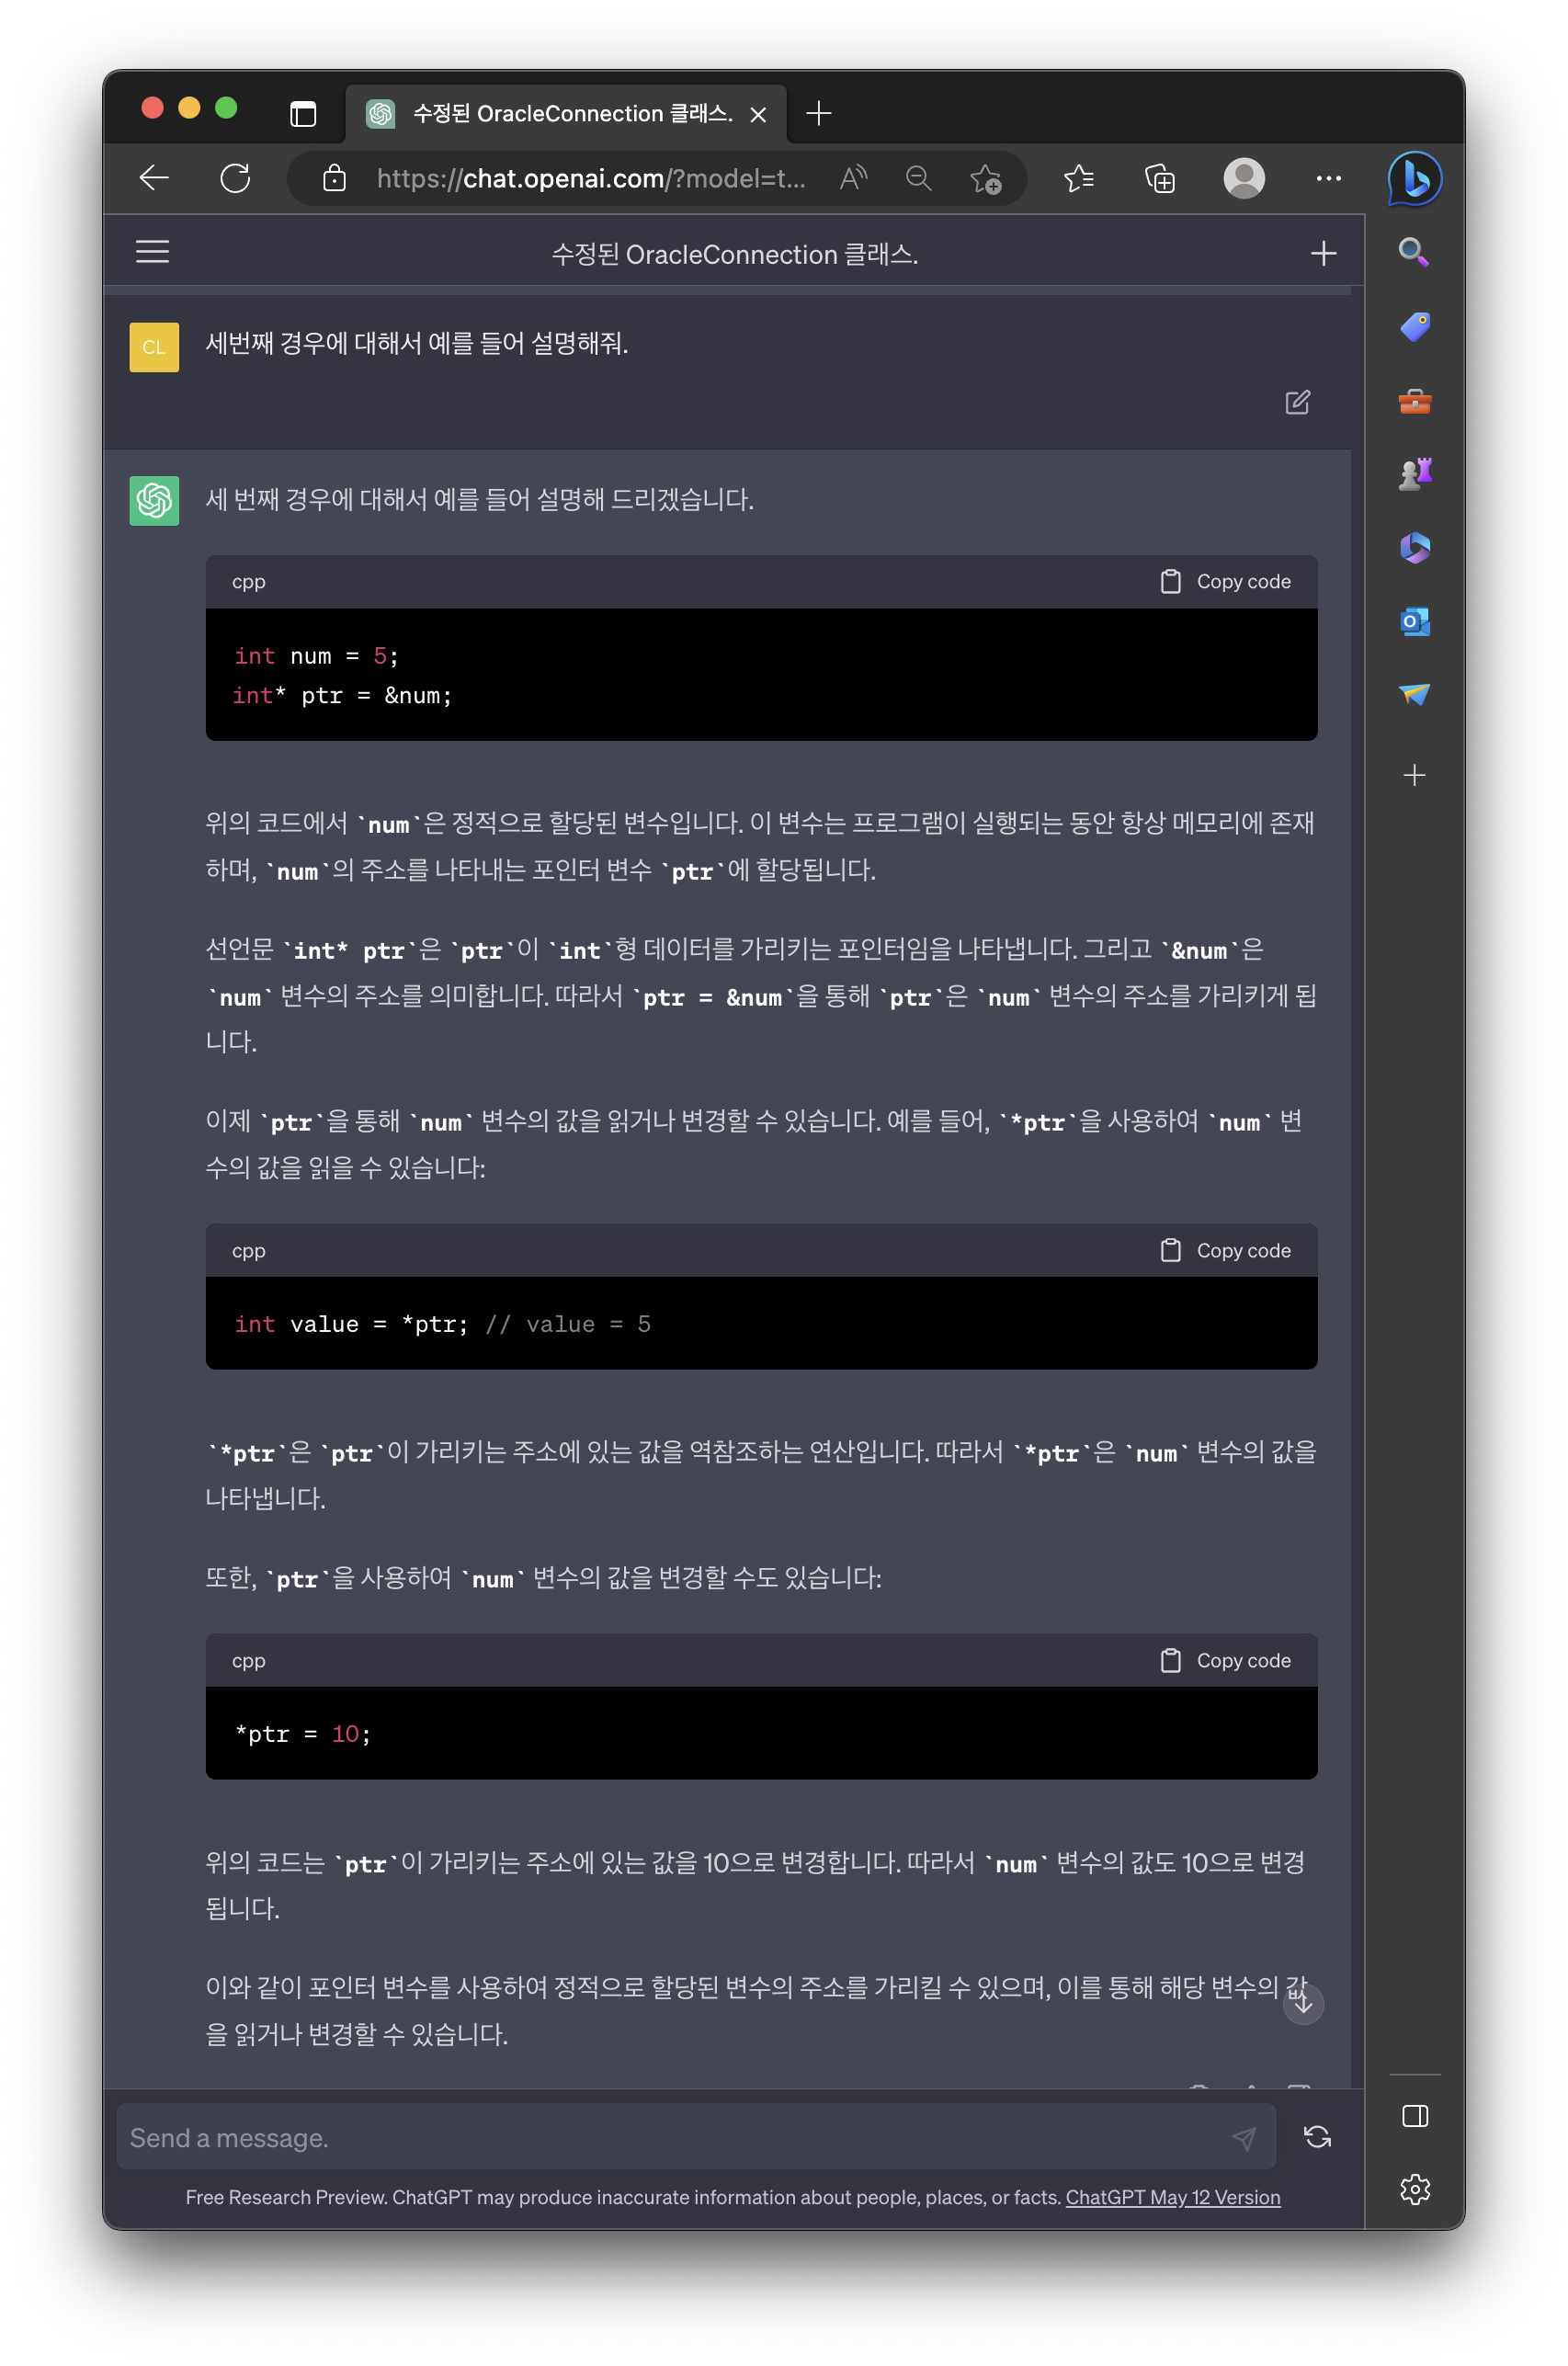 수정된 OracleConnection 클래스.
https://chat.openai.com/?model=t...
수정된 OracleConnection 클래스.
CL
세번째 경우에 대해서 예를 들어 설명해줘.
세 번째 경우에 대해서 예를 들어 설명해 드리겠습니다.
cpp
Copy code
int num = 5;
int* ptr = &num;
위의 코드에서 `num`은 정적으로 할당된 변수입니다. 이 변수는 프로그램이 실행되는 동안 항상 메모리에 존재
하며, `num`의 주소를 나타내는 포인터 변수 `ptr`에 할당됩니다.
선언문 `int* ptr`은 `ptr`이 `int`형 데이터를 가리키는 포인터임을 나타냅니다. 그리고 `&num`은
`num` 변수의 주소를 의미합니다. 따라서 `ptr = &num`을 통해 `ptr`은 `num` 변수의 주소를 가리키게 됩
니다.
이제 `ptr`을 통해 `num` 변수의 값을 읽거나 변경할 수 있습니다. 예를 들어, `*ptr`을 사용하여 `num` 변
수의 값을 읽을 수 있습니다:
cpp
Copy code
int value = *ptr; // value = 5
`*ptr`은 `ptr`이 가리키는 주소에 있는 값을 역참조하는 연산입니다. 따라서 `*ptr`은 `num` 변수의 값을
나타냅니다.
또한, `ptr`을 사용하여 `num` 변수의 값을 변경할 수도 있습니다:
cpp
Copy code
*ptr = 10;
위의 코드는 `ptr`이 가리키는 주소에 있는 값을 10으로 변경합니다. 따라서 `num` 변수의 값도 10으로 변경
됩니다.
이와 같이 포인터 변수를 사용하여 정적으로 할당된 변수의 주소를 가리킬 수 있으며, 이를 통해 해당 변수의 값
을 읽거나 변경할 수 있습니다.
Send a message.
Free Research Preview. ChatGPT may produce inaccurate information about people, places, or facts. ChatGPT May 12 Version